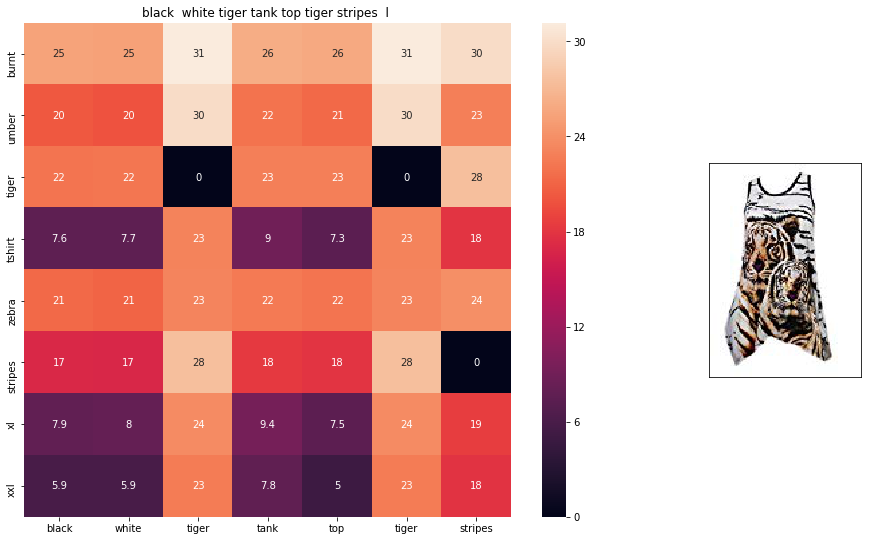 black  white tiger tank top tiger stripes  l
burnt 25 25 31 26 26 31 30
umber 20 20 30 22 21 30 23
tiger 22 22 0 23 23 0 28
tshirt 7.6 7.7 23 9 7.3 23 18
zebra 21 21 23 22 22 23 24
stripes 17 17 28 18 18 28 0
xl 7.9 8 24 9.4 7.5 24 19
xxl 5.9 5.9 23 7.8 5 23 18
black white tiger tank top tiger stripes
30
24
18
12
6
0